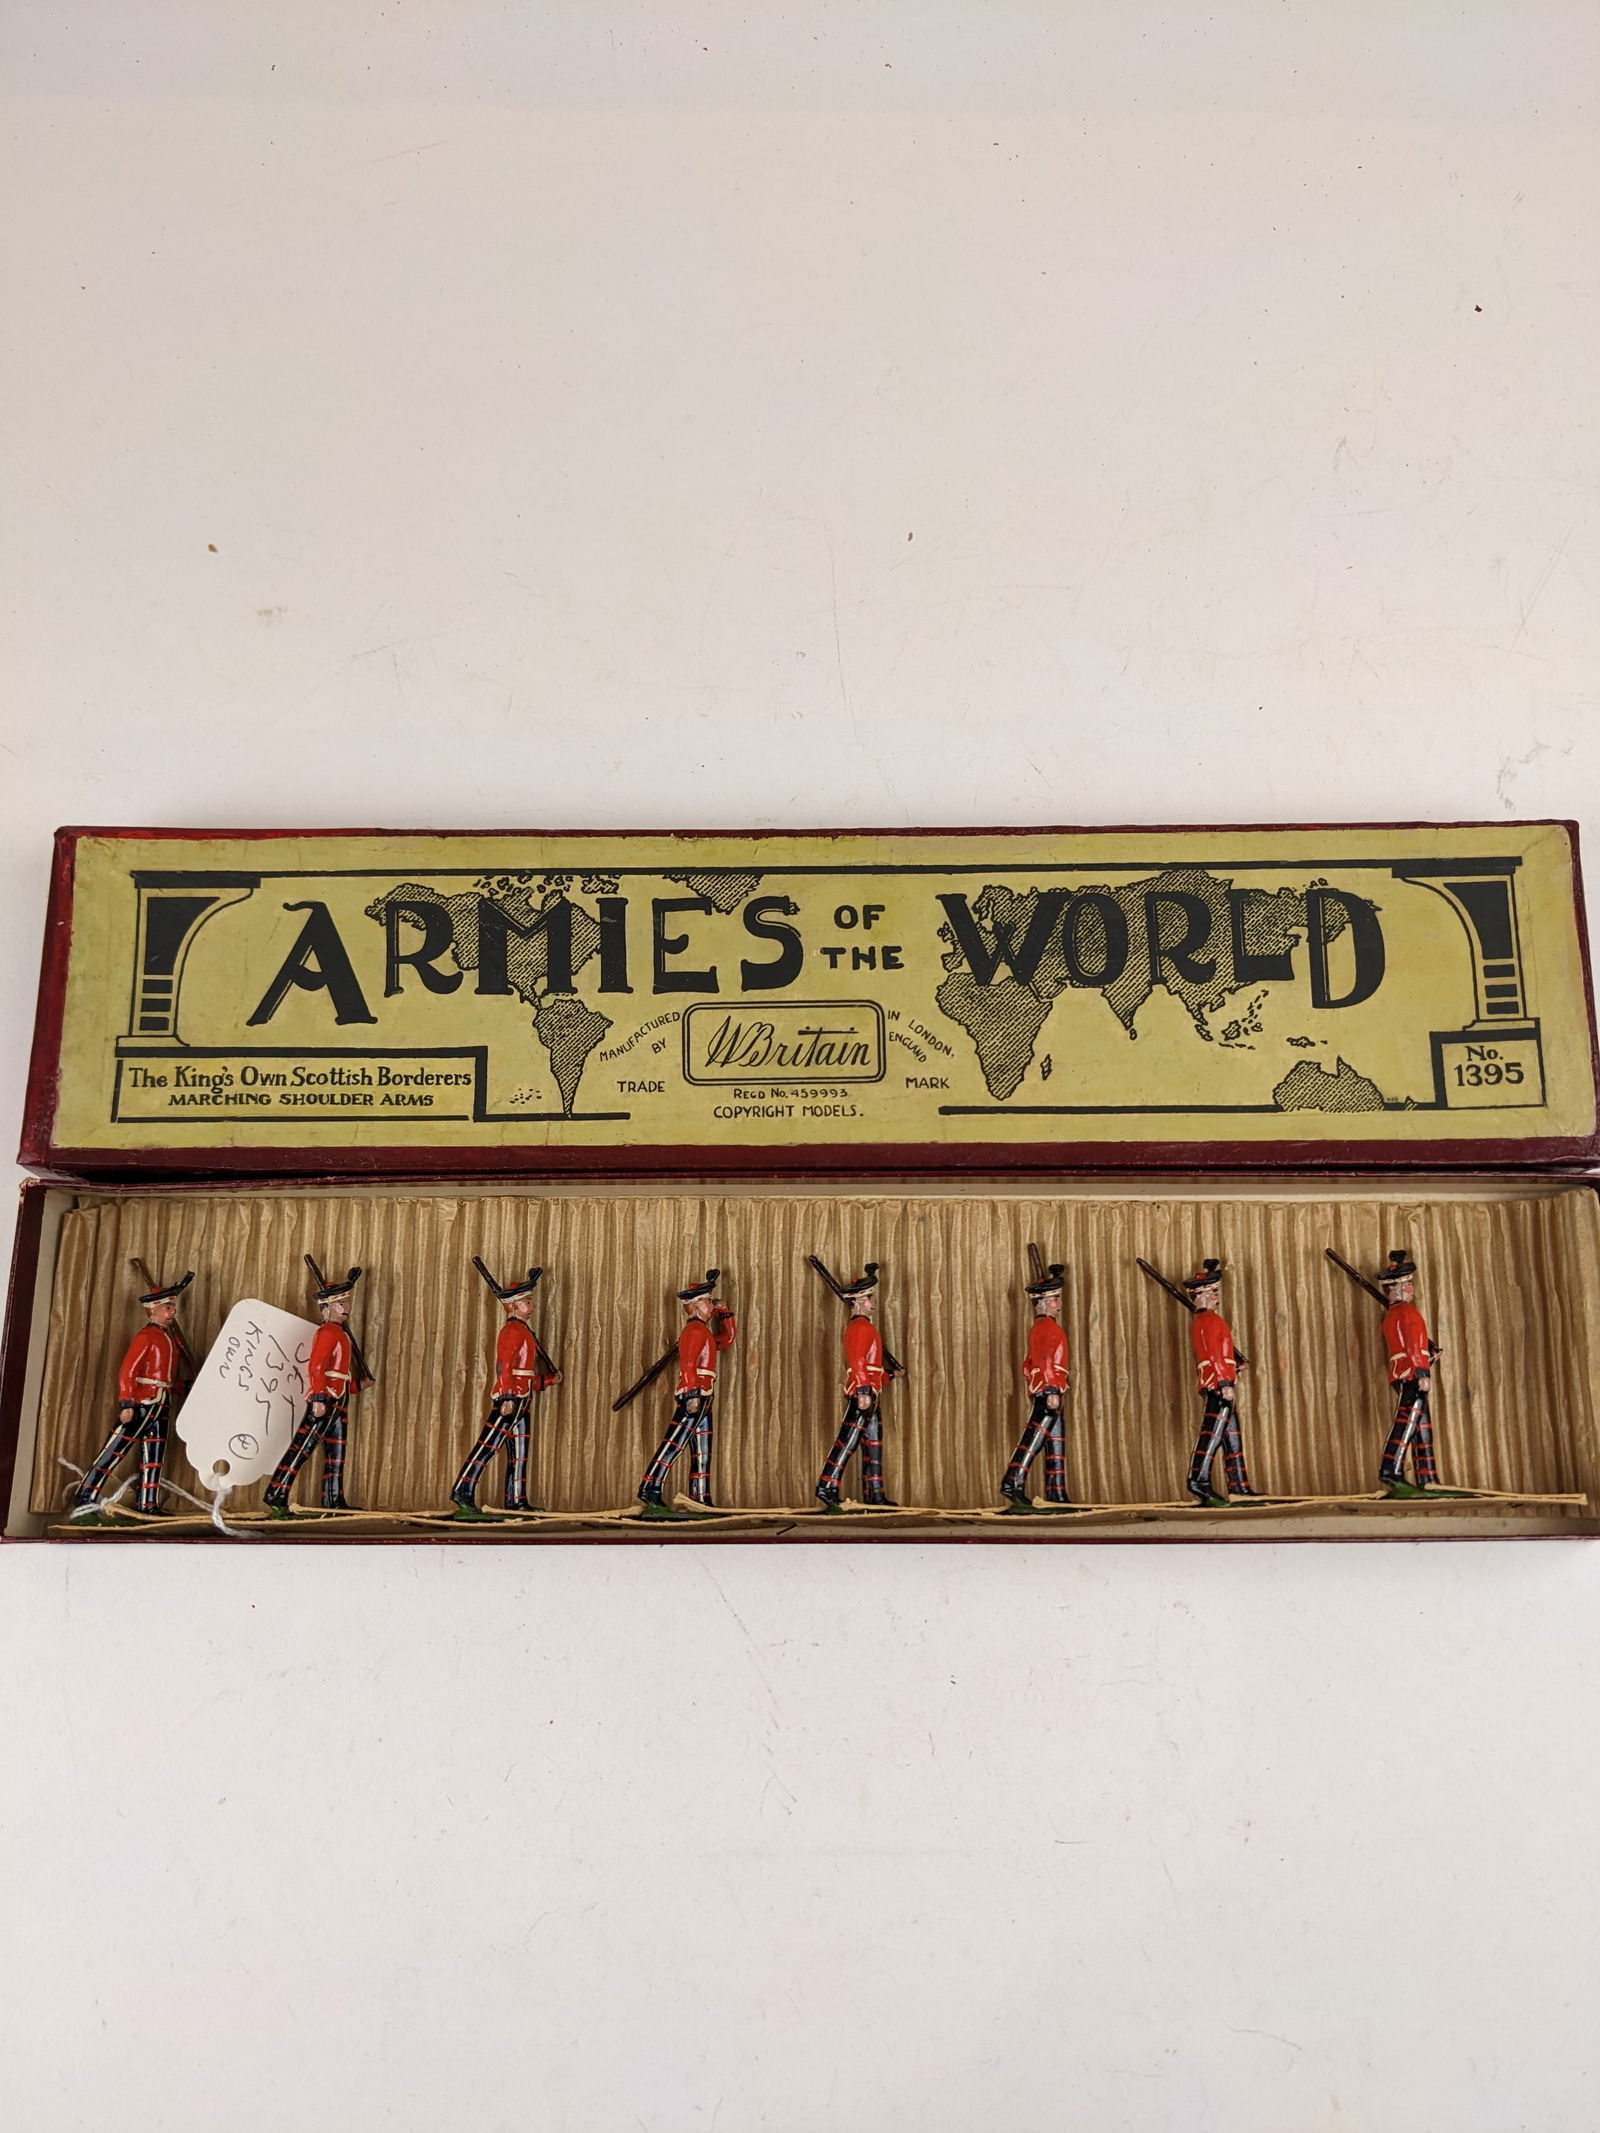 ARMIES OF THE WORLD
MANUFACTURED BY
W Britain
IN LONDON, ENGLAND
TRADE MARK
REGD No. 459993.
COPYRIGHT MODELS.
The King's Own Scottish Borderers
MARCHING SHOULDER ARMS
No.
1395
SET
1395
KINGS
OWN